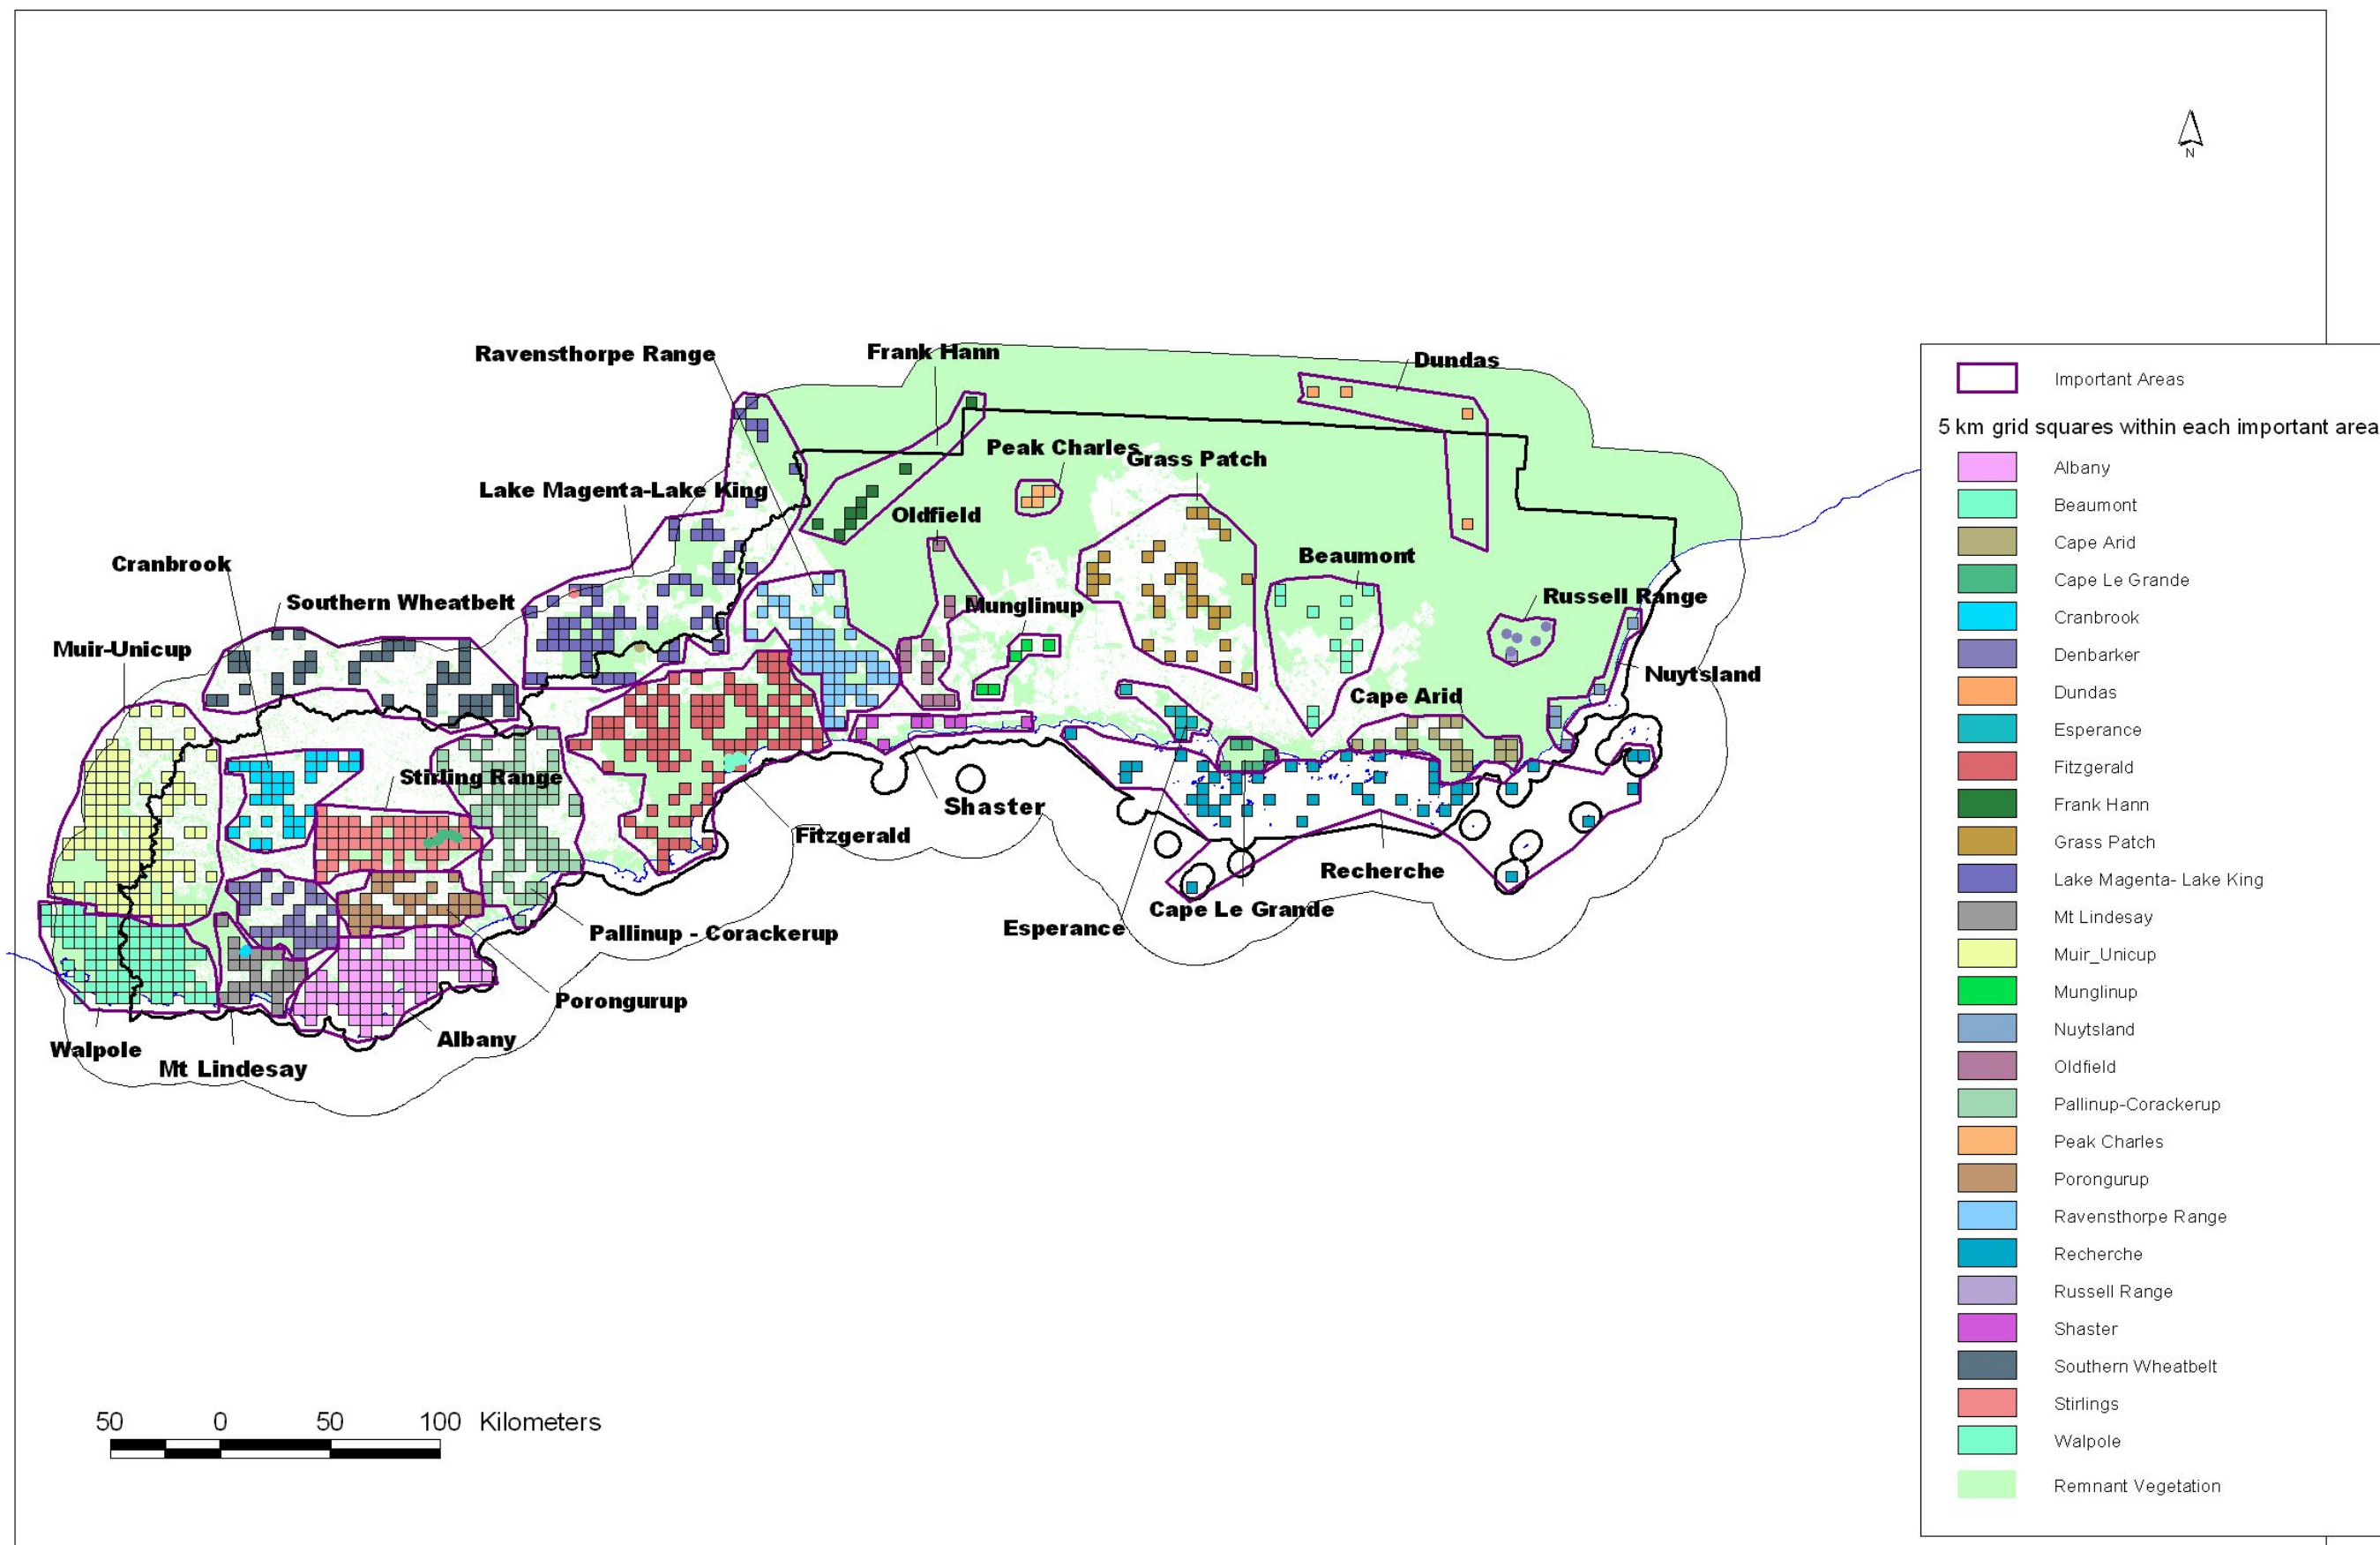 N
Ravensthorpe Range
Frank Hann
Dundas
Peak Charles
Grass Patch
Lake Magenta-Lake King
Oldfield
Cranbrook
Beaumont
Southern Wheatbelt
Munglinup
Russell Range
Muir-Unicup
Nuytsland
Cape Arid
Stirling Range
Shaster
Fitzgerald
Recherche
Cape Le Grande
Esperance
Pallinup - Corackerup
Porongurup
Albany
Walpole
Mt Lindesay
50 0 50 100 Kilometers
Important Areas
5 km grid squares within each important area
Albany
Beaumont
Cape Arid
Cape Le Grande
Cranbrook
Denbarker
Dundas
Esperance
Fitzgerald
Frank Hann
Grass Patch
Lake Magenta- Lake King
Mt Lindesay
Muir_Unicup
Munglinup
Nuytsland
Oldfield
Pallinup-Corackerup
Peak Charles
Porongurup
Ravensthorpe Range
Recherche
Russell Range
Shaster
Southern Wheatbelt
Stirlings
Walpole
Remnant Vegetation